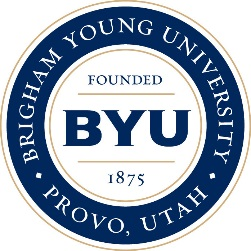 BRIGHAM YOUNG UNIVERSITY
FOUNDED
BYU
1875
PROVO, UTAH